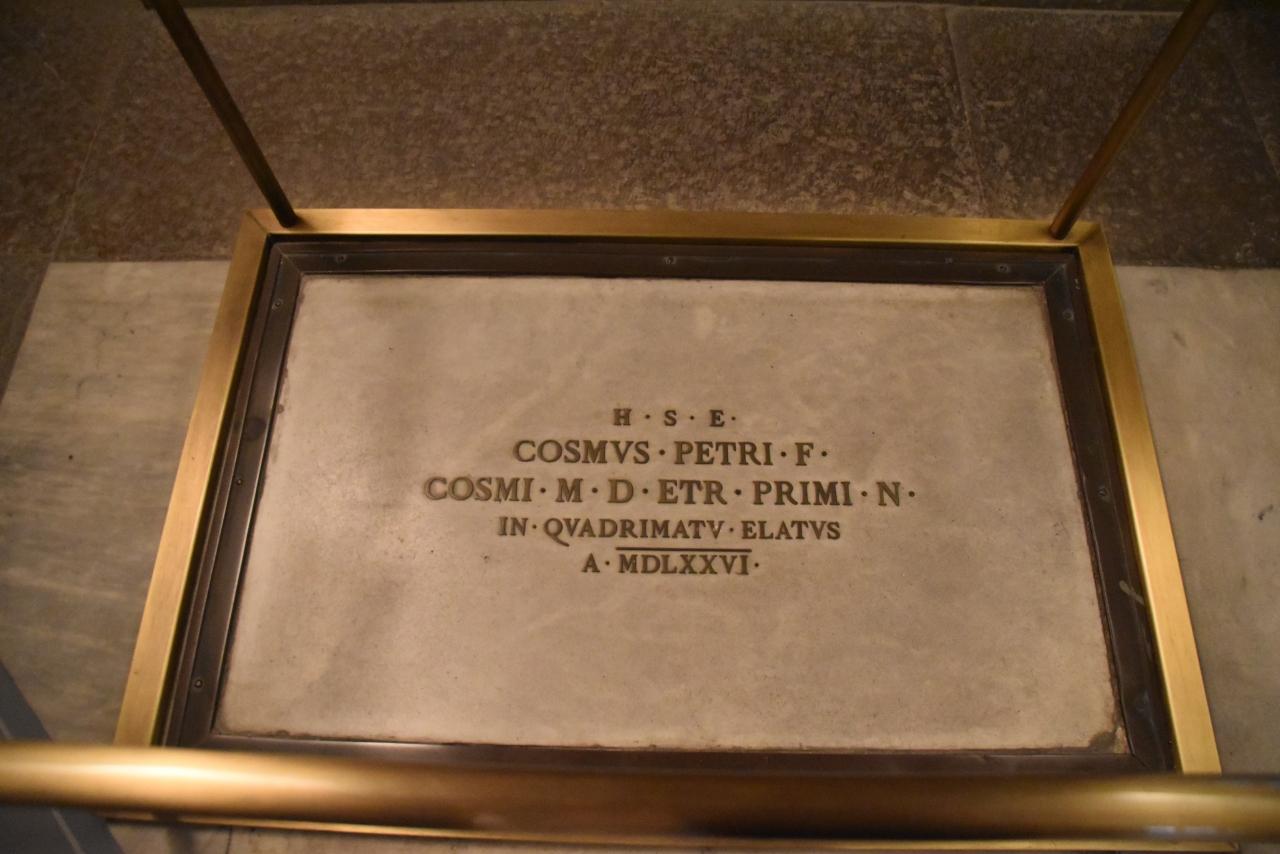 H · S · E ·
COSMVS · PETRI · F ·
COSMI · M · D · ETR · PRIMI · N ·
IN · QVADRIMATV · ELATVS
A · MDLXXVI ·